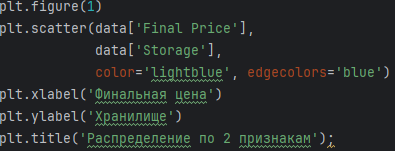 plt.figure(1)
plt.scatter(data['Final Price'],
            data['Storage'],
            color='lightblue', edgecolors='blue')
plt.xlabel('Финальная цена')
plt.ylabel('Хранилище')
plt.title('Распределение по 2 признакам');